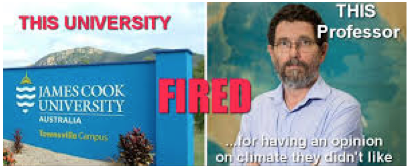 THIS UNIVERSITY
JAMES COOK
UNIVERSITY
AUSTRALIA
Townsville Campus
FIRED
THIS
Professor
...for having an opinion
on climate they didn't like